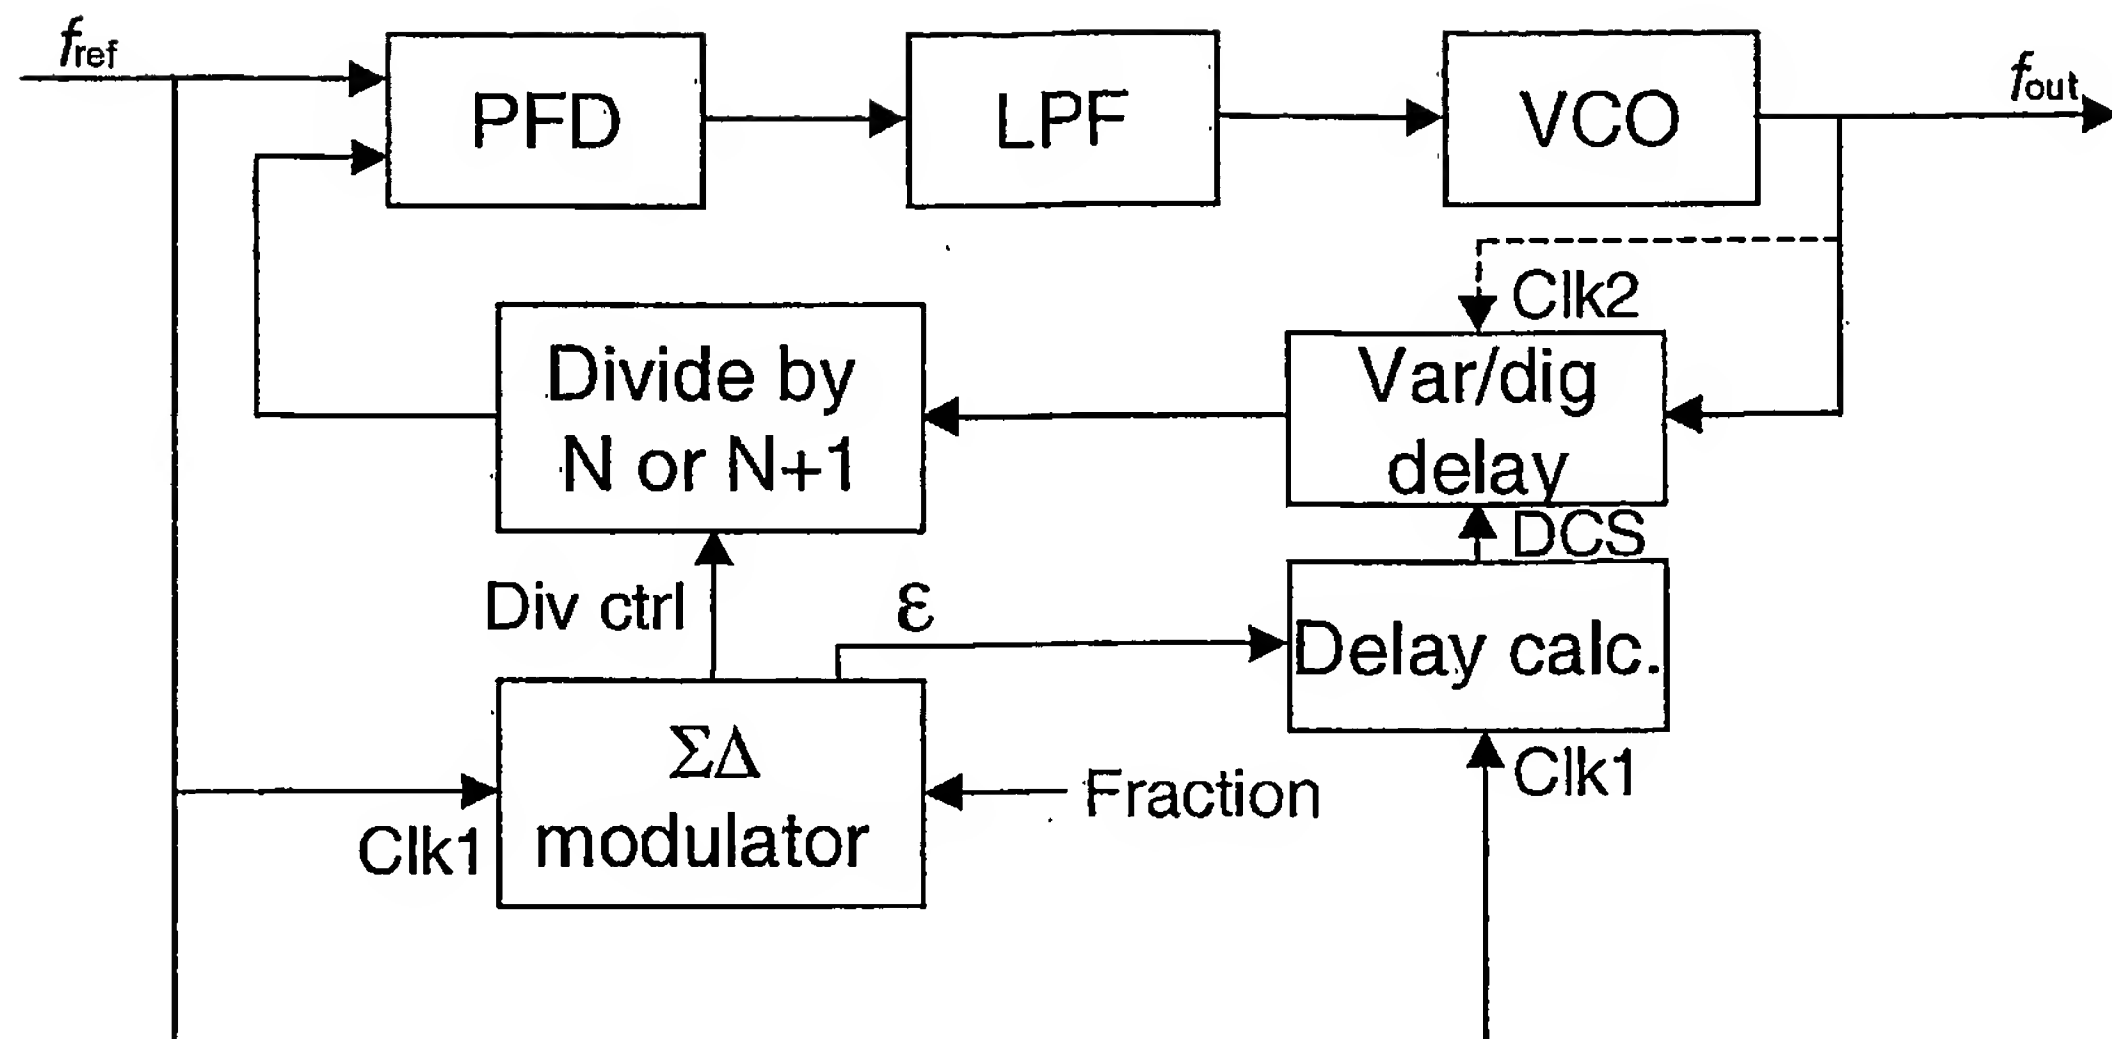 fref
PFD
LPF
VCO
fout
Clk2
Divide by
N or N+1
Var/dig
delay
DCS
Div ctrl
ε
Delay calc.
ΣΔ
modulator
Clk1
Fraction
Clk1